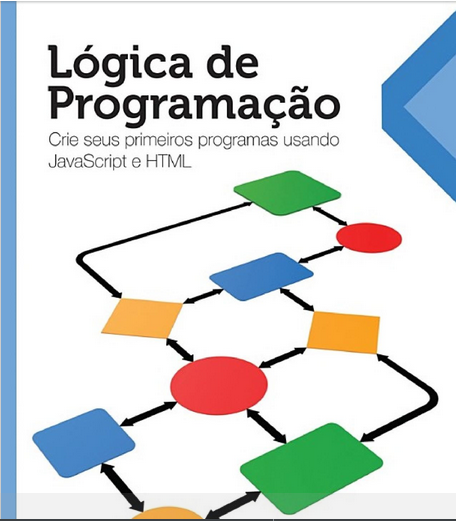 Lógica de
Programação
Crie seus primeiros programas usando
JavaScript e HTML